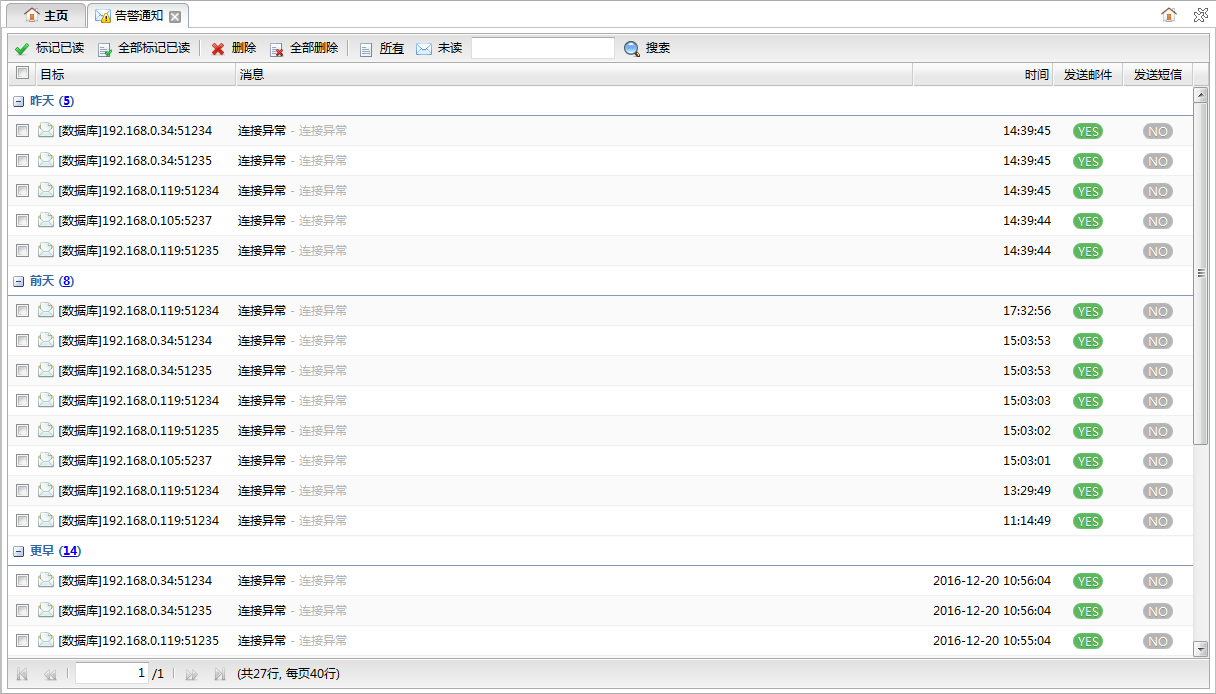 主页 告警通知
标记已读 全部标记已读 删除 全部删除 所有 未读 搜索
目标 消息 时间 发送邮件 发送短信
昨天 (5)
[数据库]192.168.0.34:51234 连接异常 - 连接异常 14:39:45 YES NO
[数据库]192.168.0.34:51235 连接异常 - 连接异常 14:39:45 YES NO
[数据库]192.168.0.119:51234 连接异常 - 连接异常 14:39:45 YES NO
[数据库]192.168.0.105:5237 连接异常 - 连接异常 14:39:44 YES NO
[数据库]192.168.0.119:51235 连接异常 - 连接异常 14:39:44 YES NO
前天 (8)
[数据库]192.168.0.119:51234 连接异常 - 连接异常 17:32:56 YES NO
[数据库]192.168.0.34:51234 连接异常 - 连接异常 15:03:53 YES NO
[数据库]192.168.0.34:51235 连接异常 - 连接异常 15:03:53 YES NO
[数据库]192.168.0.119:51234 连接异常 - 连接异常 15:03:03 YES NO
[数据库]192.168.0.119:51235 连接异常 - 连接异常 15:03:02 YES NO
[数据库]192.168.0.105:5237 连接异常 - 连接异常 15:03:01 YES NO
[数据库]192.168.0.119:51234 连接异常 - 连接异常 13:29:49 YES NO
[数据库]192.168.0.119:51234 连接异常 - 连接异常 11:14:49 YES NO
更早 (14)
[数据库]192.168.0.34:51234 连接异常 - 连接异常 2016-12-20 10:56:04 YES NO
[数据库]192.168.0.34:51235 连接异常 - 连接异常 2016-12-20 10:56:04 YES NO
[数据库]192.168.0.119:51235 连接异常 - 连接异常 2016-12-20 10:55:04 YES NO
1 /1 (共27行, 每页40行)